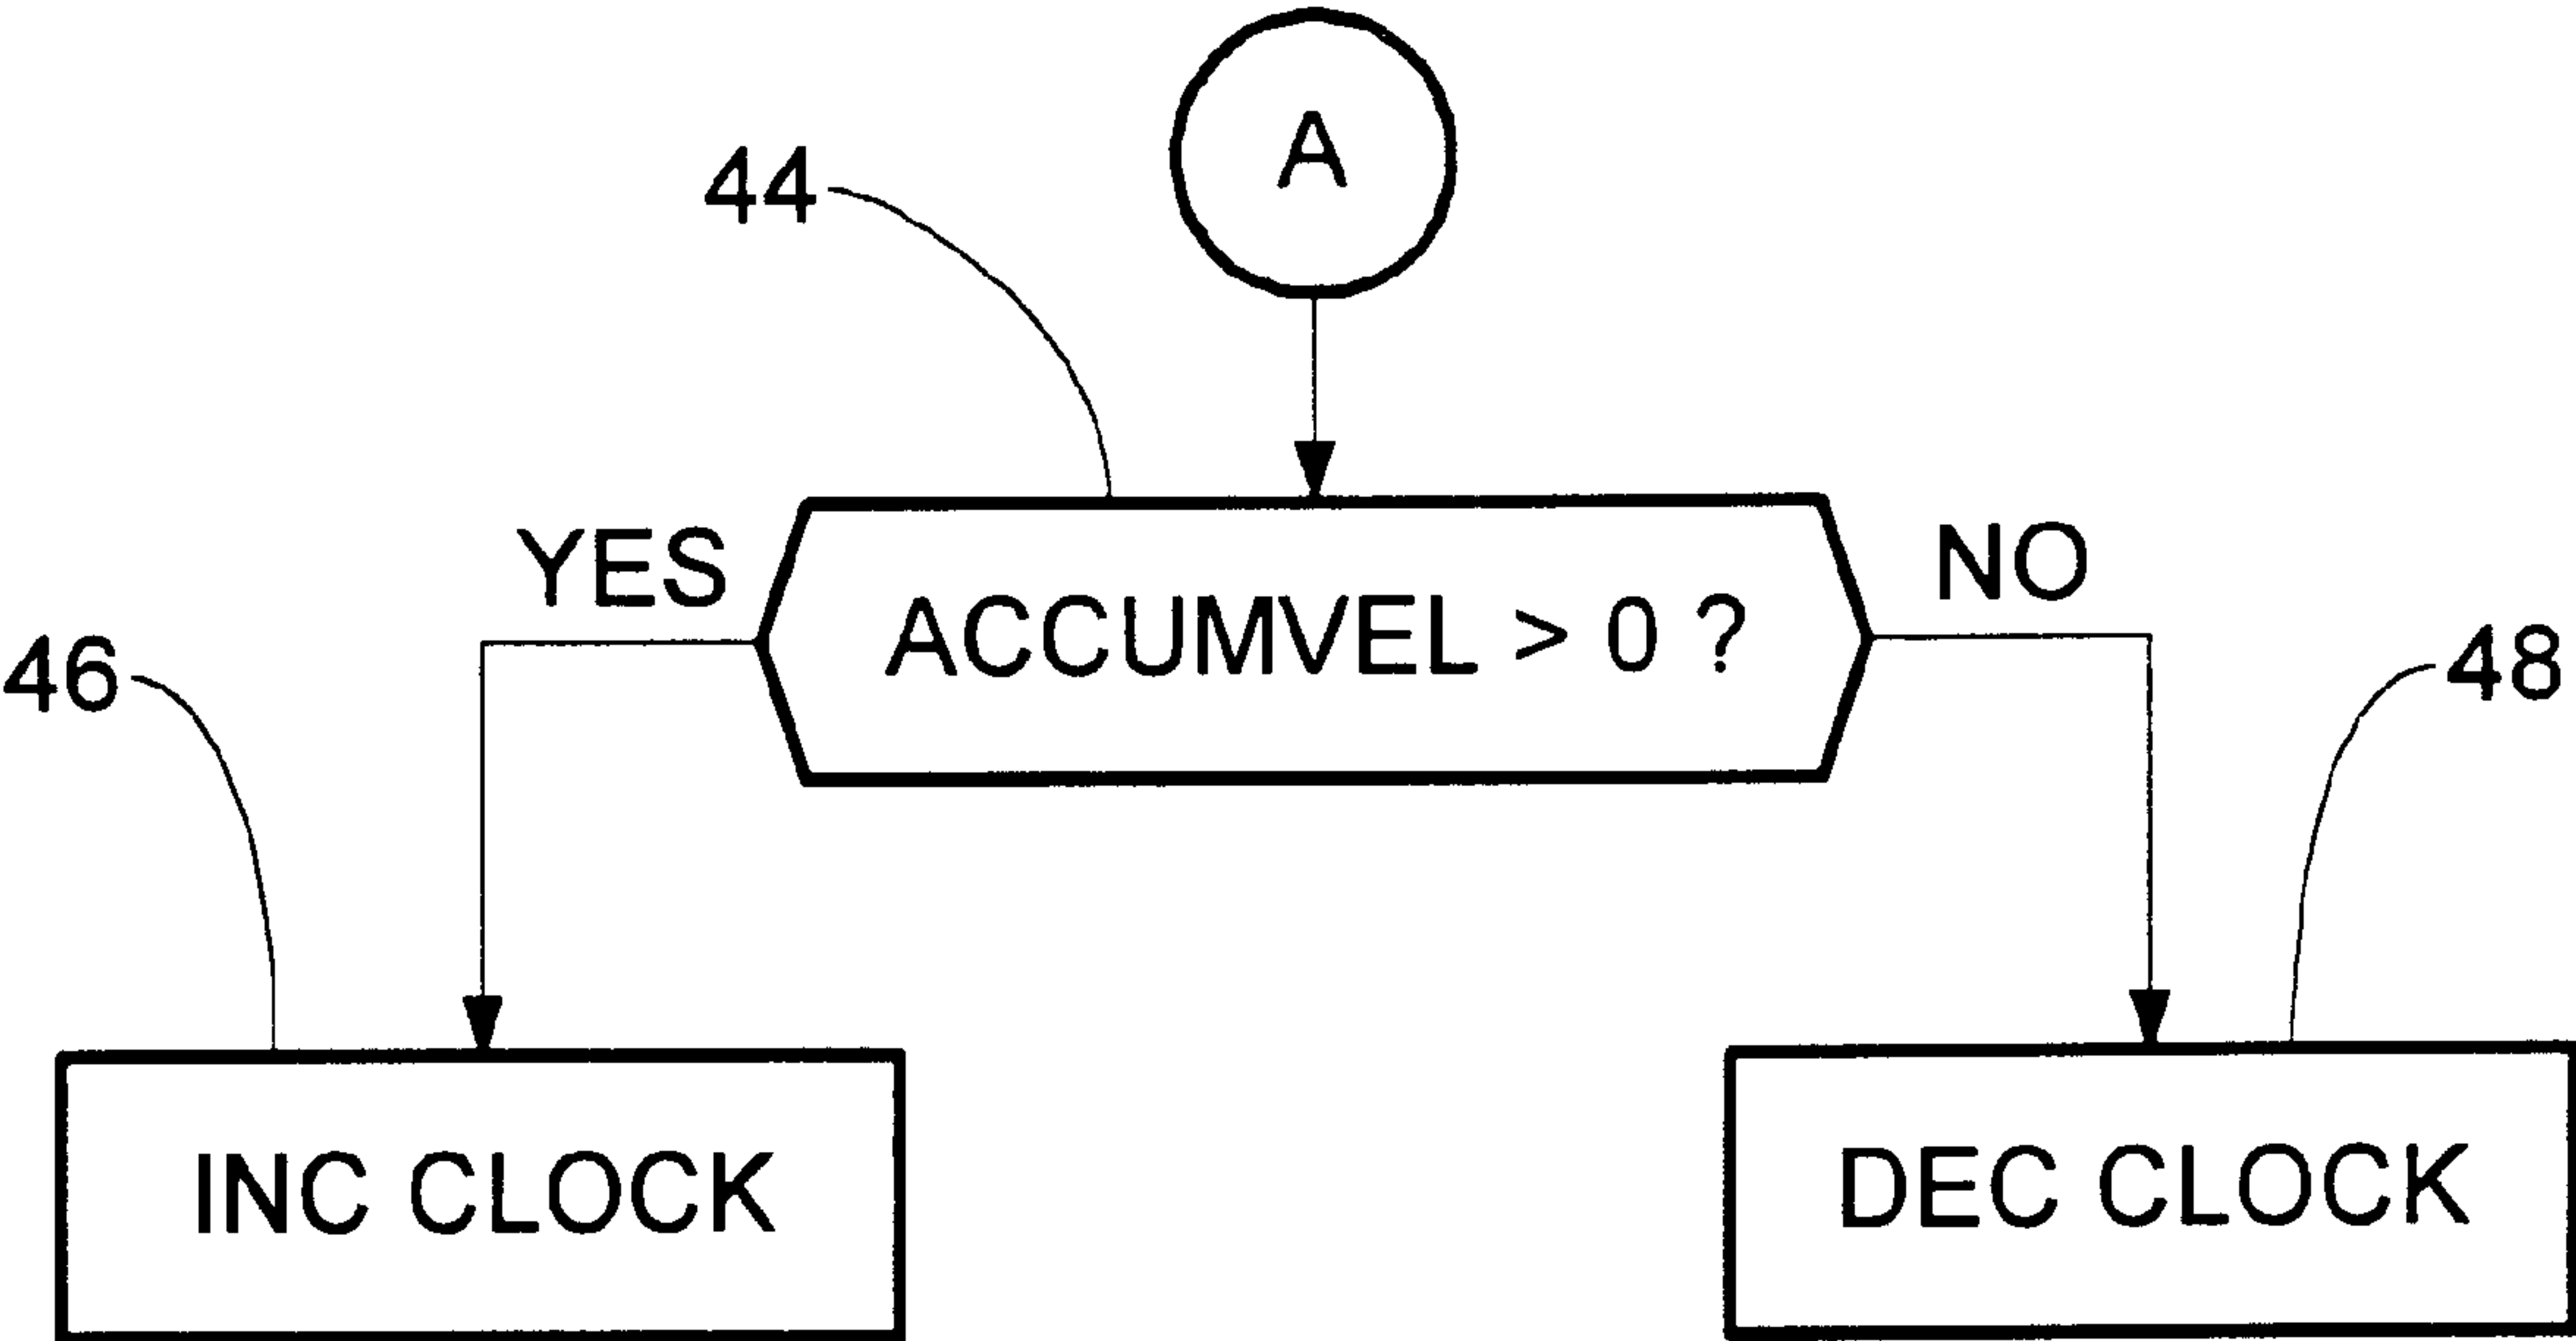 A
44
YES
NO
ACCUMVEL > 0 ?
46
48
INC CLOCK
DEC CLOCK